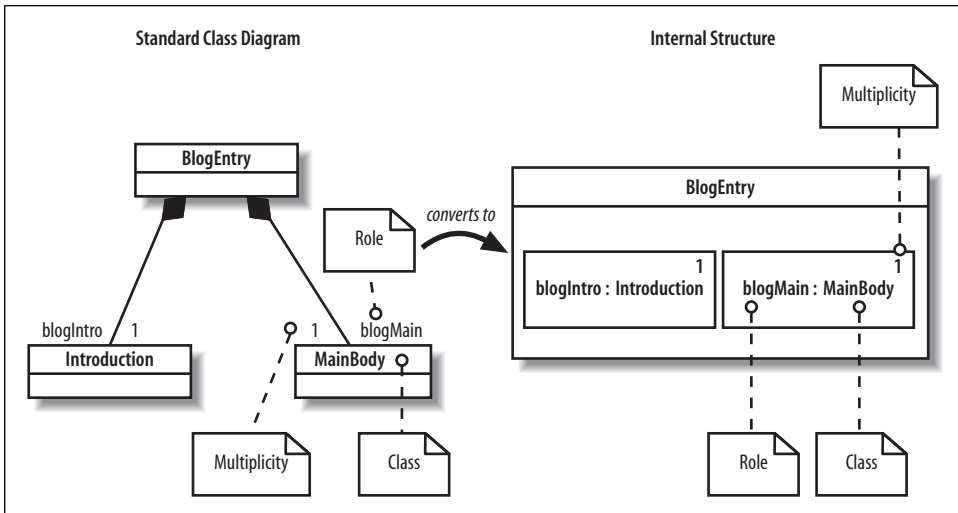 Standard Class Diagram
Internal Structure
Multiplicity
BlogEntry
BlogEntry
Role
converts to
1
1
blogIntro : Introduction
blogMain : MainBody
blogIntro
1
1
blogMain
Introduction
MainBody
Multiplicity
Class
Role
Class